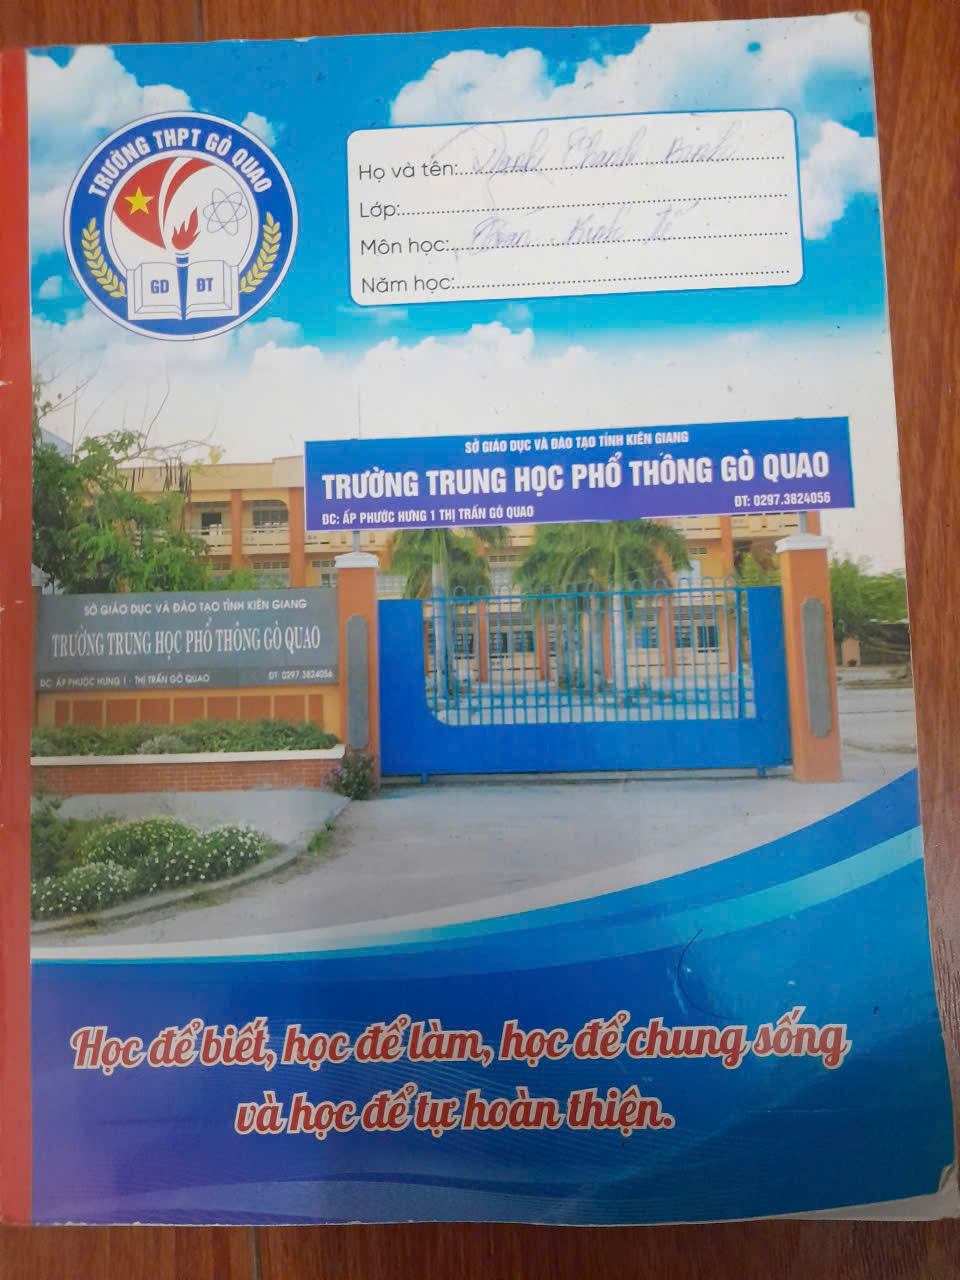 TRƯỜNG THPT GÒ QUAO
GD ĐT
Họ và tên: Danh Thanh Bình
Lớp:
Môn học: Toán Kinh tế
Năm học:
SỞ GIÁO DỤC VÀ ĐÀO TẠO TỈNH KIÊN GIANG
TRƯỜNG TRUNG HỌC PHỔ THÔNG GÒ QUAO
ĐC: ẤP PHƯỚC HƯNG 1 THỊ TRẤN GÒ QUAO ĐT: 0297.3824056
SỞ GIÁO DỤC VÀ ĐÀO TẠO TỈNH KIÊN GIANG
TRƯỜNG TRUNG HỌC PHỔ THÔNG GÒ QUAO
ĐC: ẤP PHƯỚC HƯNG 1 - THỊ TRẤN GÒ QUAO ĐT: 0297.3824056
Học để biết, học để làm, học để chung sống
và học để tự hoàn thiện.